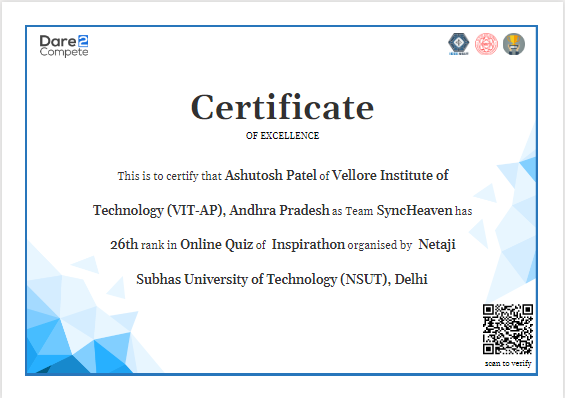 Dare2
Compete
Certificate
OF EXCELLENCE
This is to certify that Ashutosh Patel of Vellore Institute of
Technology (VIT-AP), Andhra Pradesh as Team SyncHeaven has
26th rank in Online Quiz of Inspirathon organised by Netaji
Subhas University of Technology (NSUT), Delhi
scan to verify